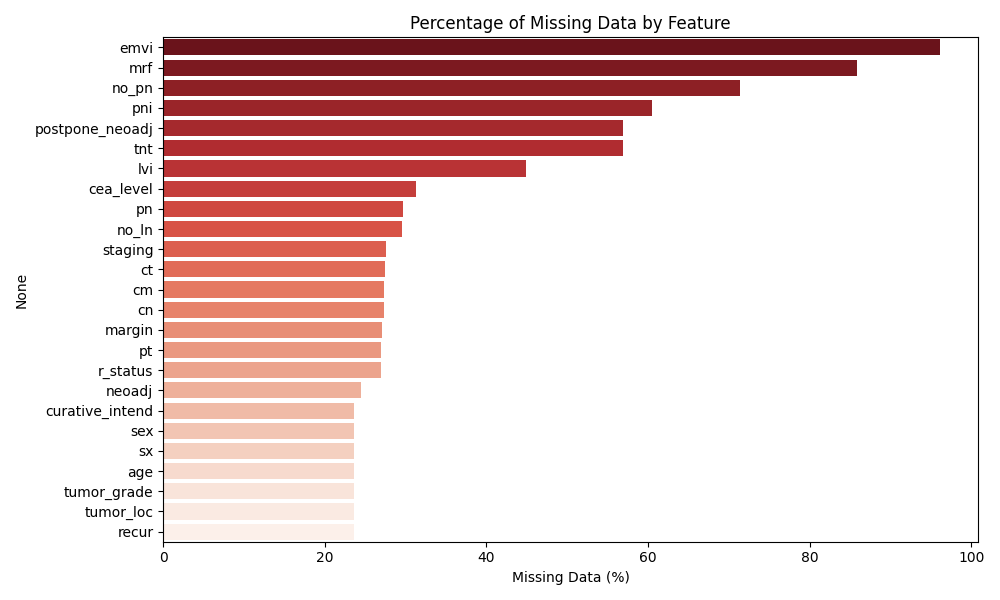 Percentage of Missing Data by Feature
emvi
mrf
no_pn
pni
postpone_neoadj
tnt
lvi
cea_level
pn
no_ln
staging
ct
cm
cn
margin
pt
r_status
neoadj
curative_intend
sex
sx
age
tumor_grade
tumor_loc
recur
None
0 20 40 60 80 100
Missing Data (%)